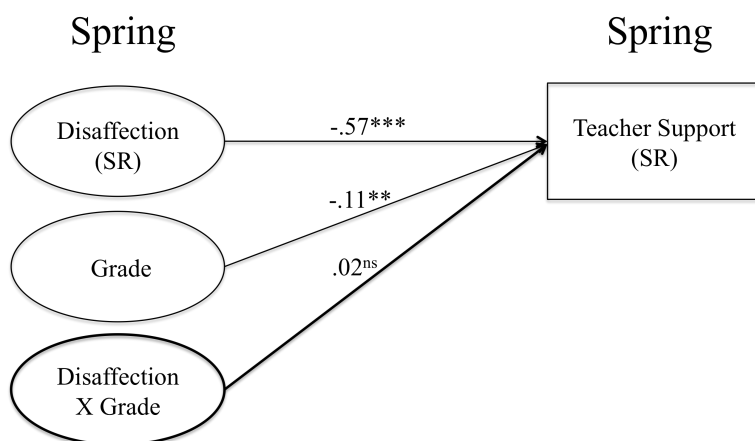 Spring
Spring
Disaffection
(SR)
-.57***
Teacher Support
(SR)
-.11**
Grade
.02ns
Disaffection
X Grade